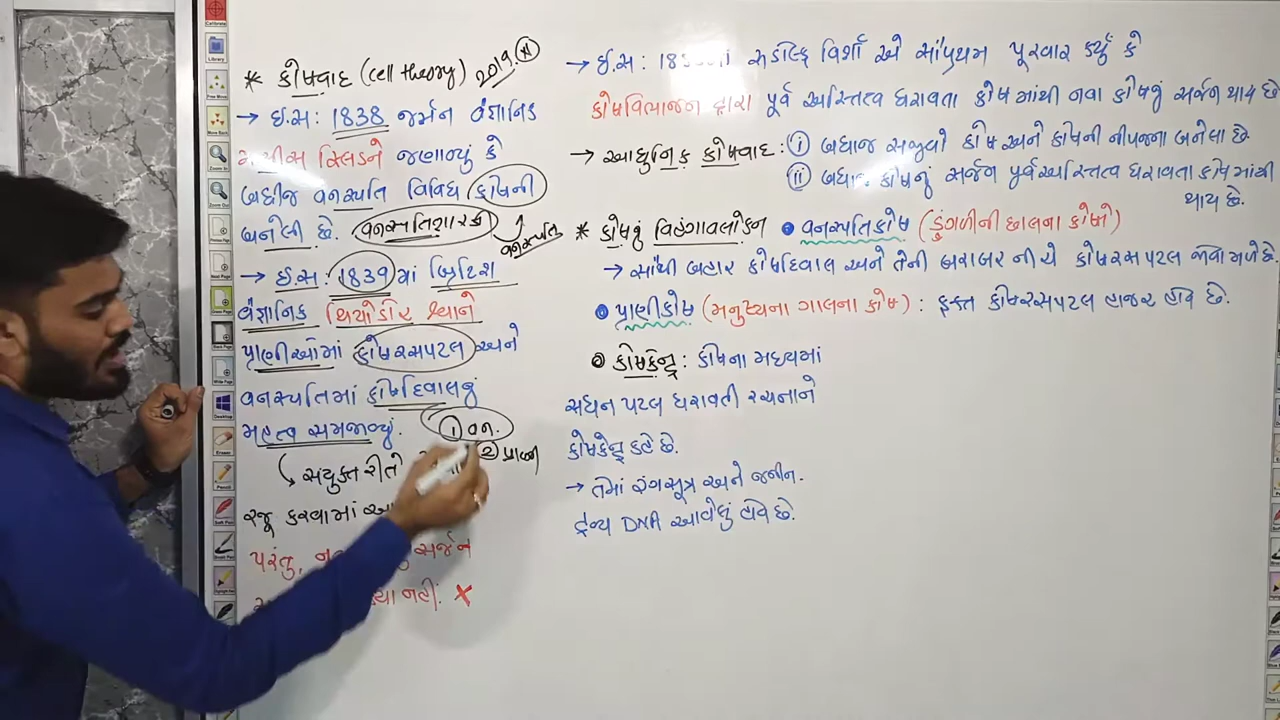 * કોષવાદ (cell theory) 2019.
→ ઈ.સ: 1838 જર્મન વૈજ્ઞાનિક
સ્લિડને જણાવ્યું કે
બધીજ વનસ્પતિ વિવિધ કોષની
બનેલી છે. વનસ્પતિશાસ્ત્રી
વનસ્પતિ
→ ઈ.સ: 1839 માં બ્રિટિશ
વૈજ્ઞાનિક થિયોડોર શ્વાને
પ્રાણીઓમાં કોષરસપટલ અને
વનસ્પતિમાં કોષદિવાલનું
મહત્વ સમજાવ્યું. ① વન.
② પ્રાણી
સંયુક્ત રીતે
રજૂ કરવામાં
પરંતુ, સર્જન
નહીં. X
→ ઈ.સ: રુડોલ્ફ વિર્શો એ સૌપ્રથમ પૂરવાર કર્યું કે
કોષવિભાજન દ્વારા પૂર્વ અસ્તિત્વ ધરાવતા કોષમાંથી નવા કોષનું સર્જન થાય છે
→ આધુનિક કોષવાદ: Ⅰ બધાજ સજીવો કોષ અને કોષની નીપજના બનેલા છે.
Ⅱ બધાજ કોષનું સર્જન પૂર્વઅસ્તિત્વ ધરાવતા કોષમાંથી
થાય છે.
* કોષનું વિહંગાવલોકન • વનસ્પતિકોષ (ડુંગળીની છાલના કોષો)
→ સૌથી બહાર કોષદિવાલ અને તેની બરાબર નીચે કોષરસપટલ જોવા મળે છે.
• પ્રાણીકોષ (મનુષ્યના ગાલના કોષ) : ફક્ત કોષરસપટલ હાજર હોય છે.
• કોષકેન્દ્ર: કોષના મધ્યમાં
સઘન પટલ ધરાવતી રચનાને
કોષકેન્દ્ર કહે છે.
→ તેમાં રંગસૂત્ર અને જનીન.
દ્રવ્ય DNA આવેલું હોય છે.